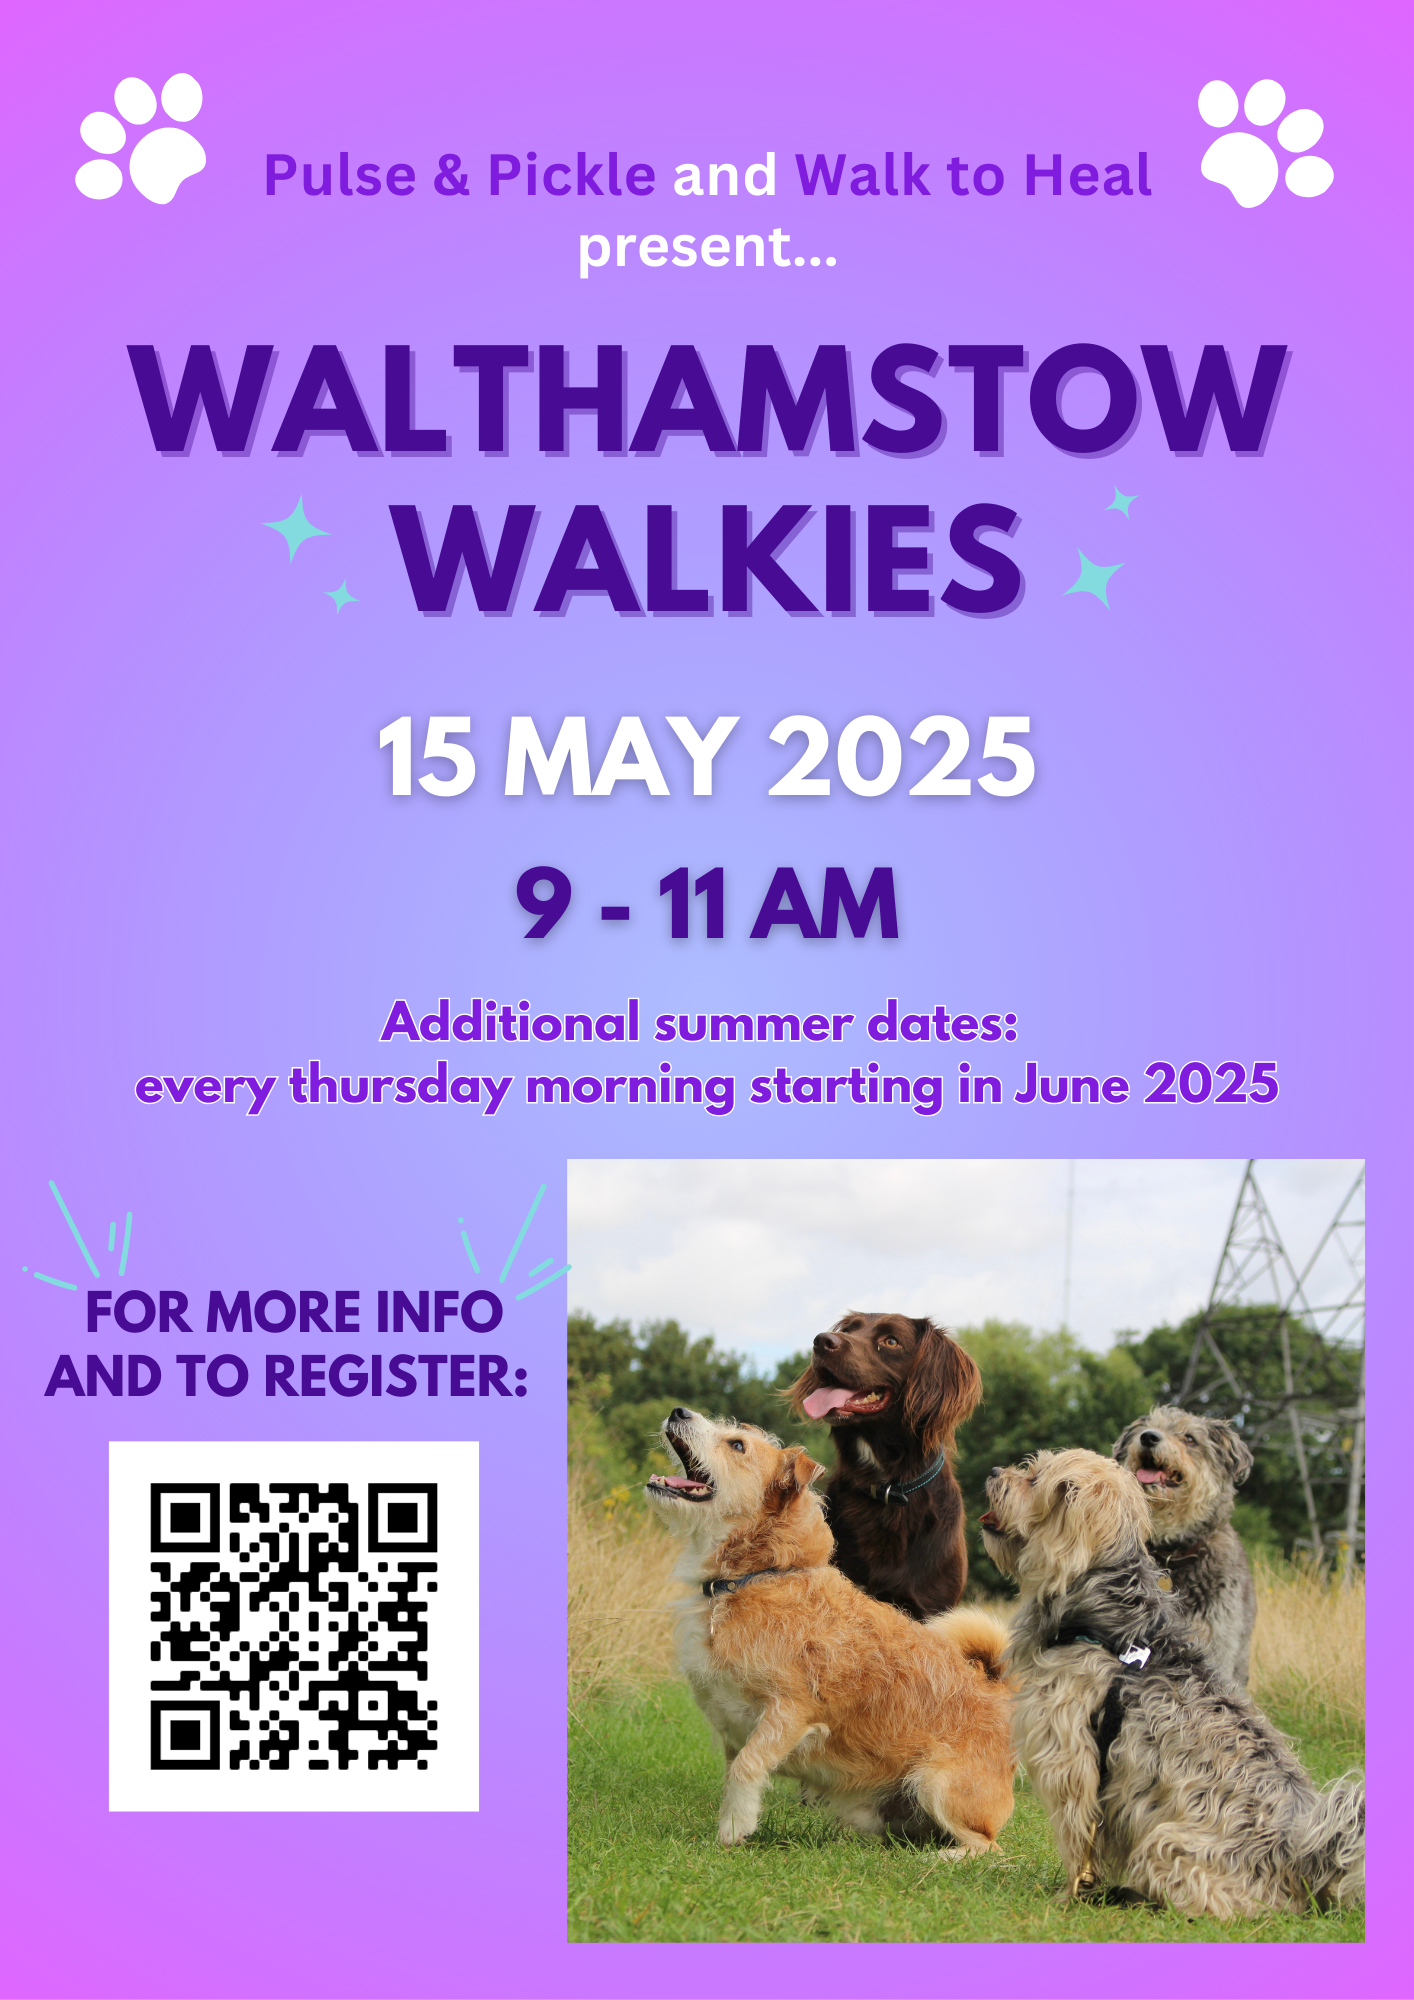 Pulse & Pickle and Walk to Heal
present...
WALTHAMSTOW
WALKIES
15 MAY 2025
9 - 11 AM
Additional summer dates:
every thursday morning starting in June 2025
FOR MORE INFO
AND TO REGISTER: